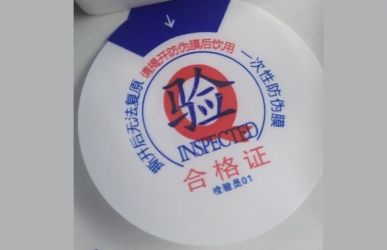 请揭开防伪膜后饮用
撕开后无法复原
一次性防伪膜
验
INSPECTED
合格证
检验员01